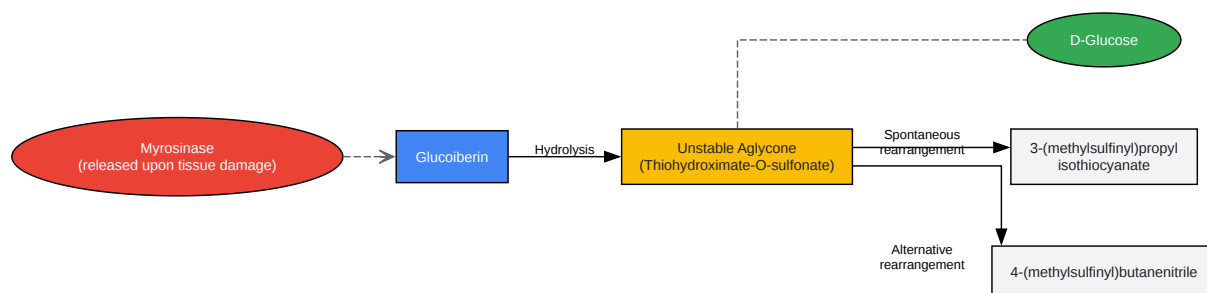 D-Glucose
Myrosinase
(released upon tissue damage)
Glucoiberin
Hydrolysis
Unstable Aglycone
(Thiohydroximate-O-sulfonate)
Spontaneous
rearrangement
3-(methylsulfinyl)propyl
isothiocyanate
Alternative
rearrangement
4-(methylsulfinyl)butanenitrile